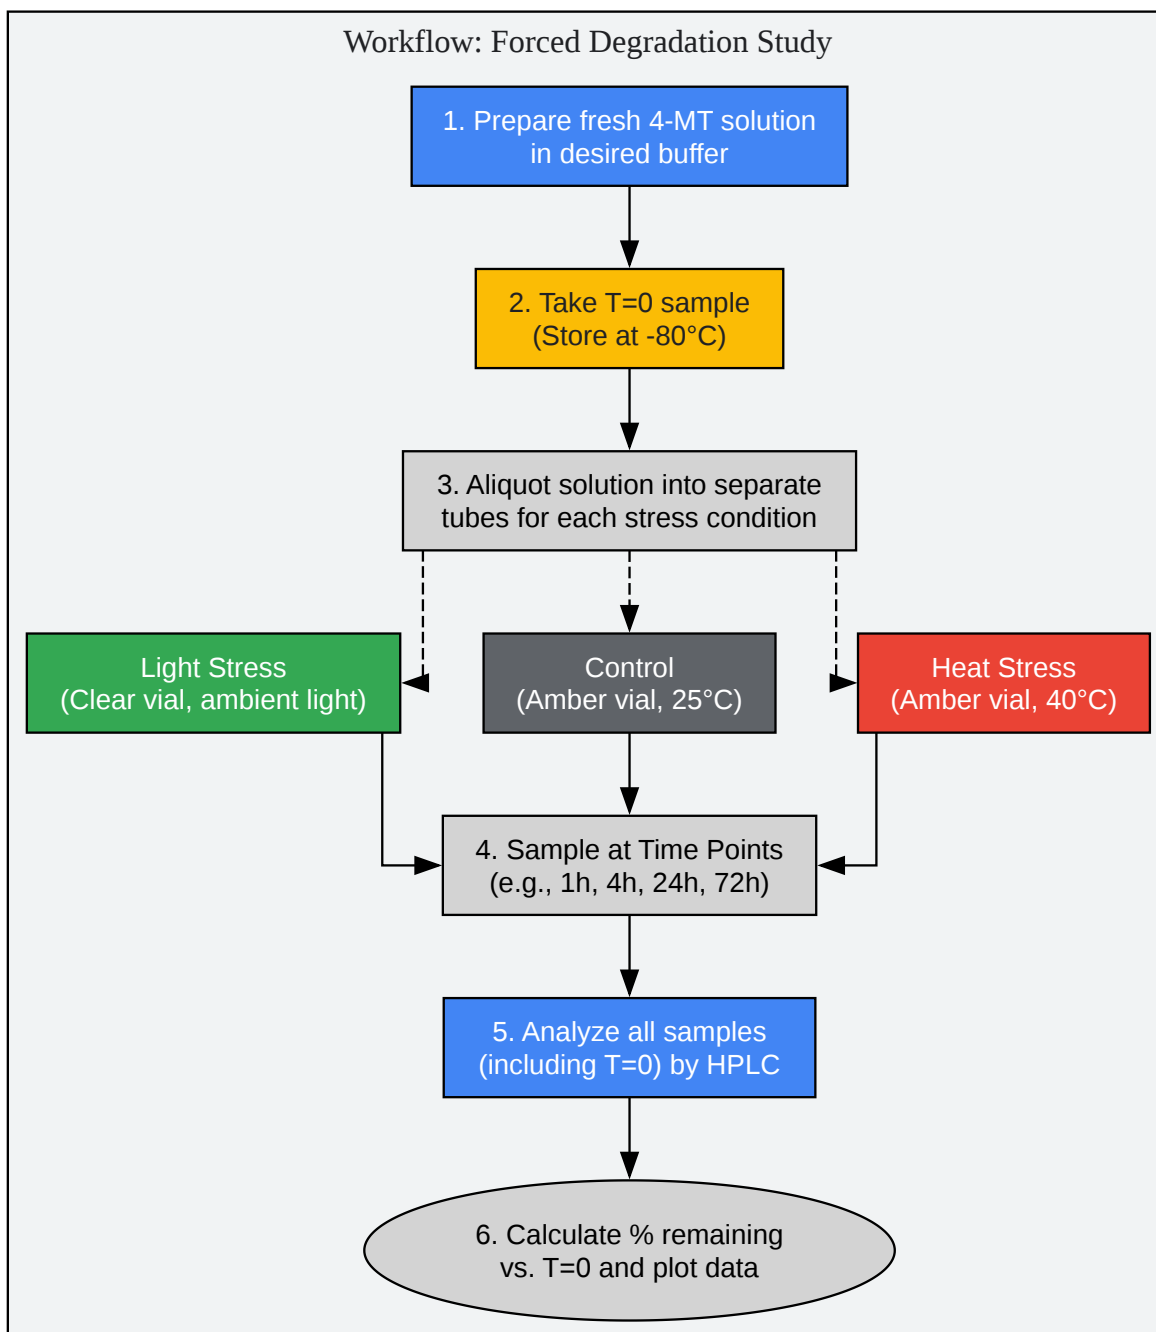 Workflow: Forced Degradation Study
1. Prepare fresh 4-MT solution
in desired buffer
2. Take T=0 sample
(Store at -80°C)
3. Aliquot solution into separate
tubes for each stress condition
Light Stress
(Clear vial, ambient light)
Control
(Amber vial, 25°C)
Heat Stress
(Amber vial, 40°C)
4. Sample at Time Points
(e.g., 1h, 4h, 24h, 72h)
5. Analyze all samples
(including T=0) by HPLC
6. Calculate % remaining
vs. T=0 and plot data